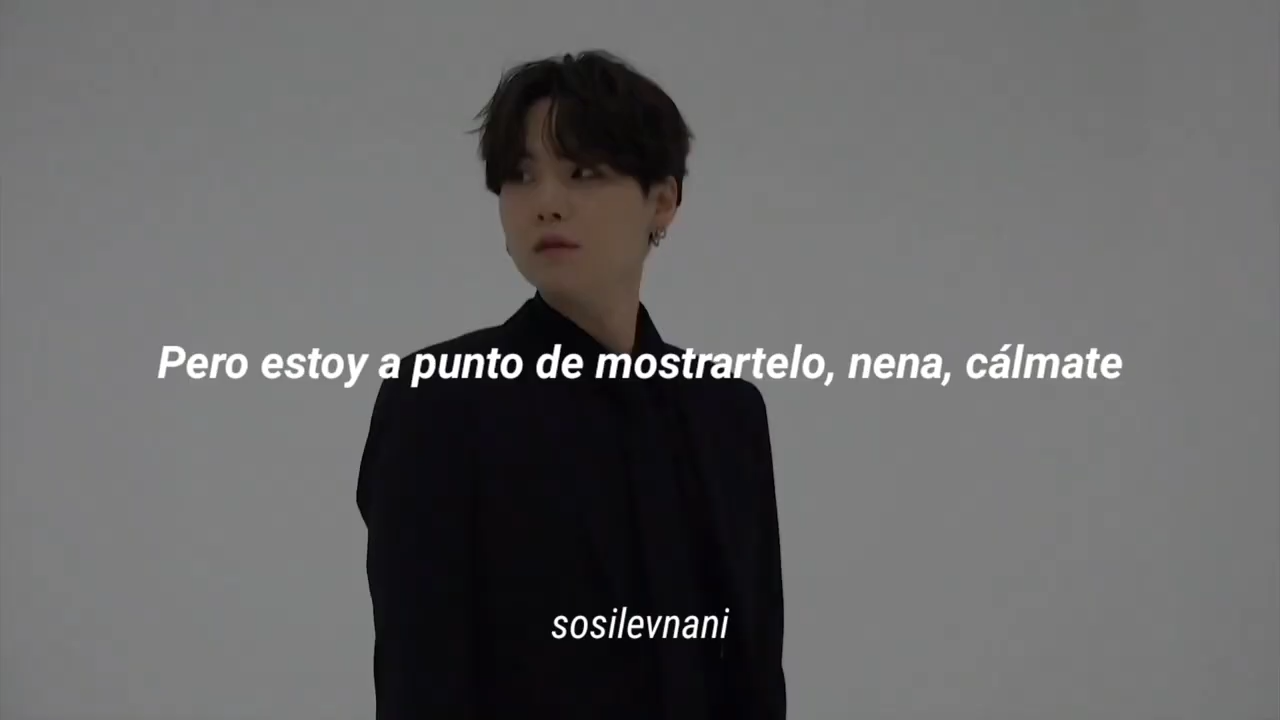 Pero estoy a punto de mostrartelo, nena, cálmate
sosilevnani